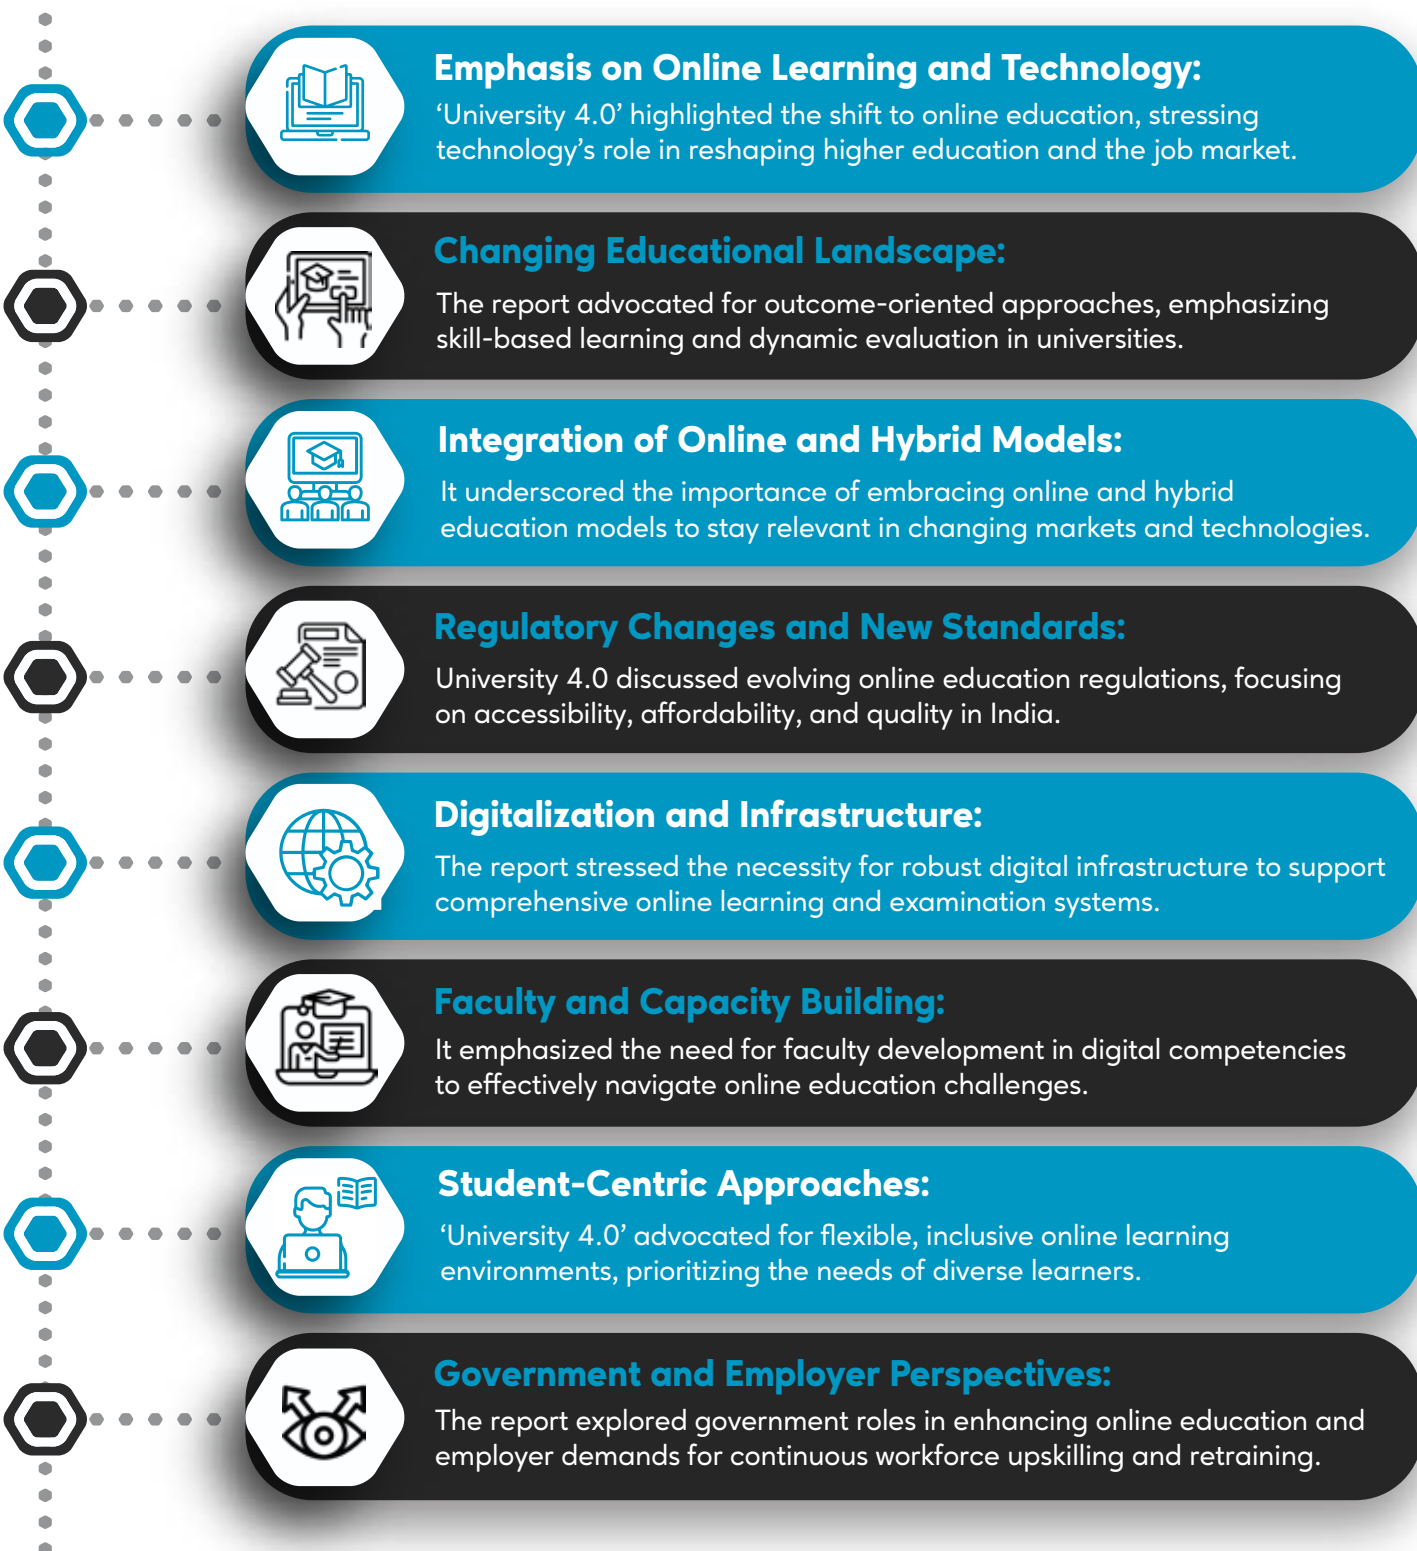 Emphasis on Online Learning and Technology:
‘University 4.0’ highlighted the shift to online education, stressing
technology’s role in reshaping higher education and the job market.
Changing Educational Landscape:
The report advocated for outcome-oriented approaches, emphasizing
skill-based learning and dynamic evaluation in universities.
Integration of Online and Hybrid Models:
It underscored the importance of embracing online and hybrid
education models to stay relevant in changing markets and technologies.
Regulatory Changes and New Standards:
University 4.0 discussed evolving online education regulations, focusing
on accessibility, affordability, and quality in India.
Digitalization and Infrastructure:
The report stressed the necessity for robust digital infrastructure to support
comprehensive online learning and examination systems.
Faculty and Capacity Building:
It emphasized the need for faculty development in digital competencies
to effectively navigate online education challenges.
Student-Centric Approaches:
‘University 4.0’ advocated for flexible, inclusive online learning
environments, prioritizing the needs of diverse learners.
Government and Employer Perspectives:
The report explored government roles in enhancing online education and
employer demands for continuous workforce upskilling and retraining.